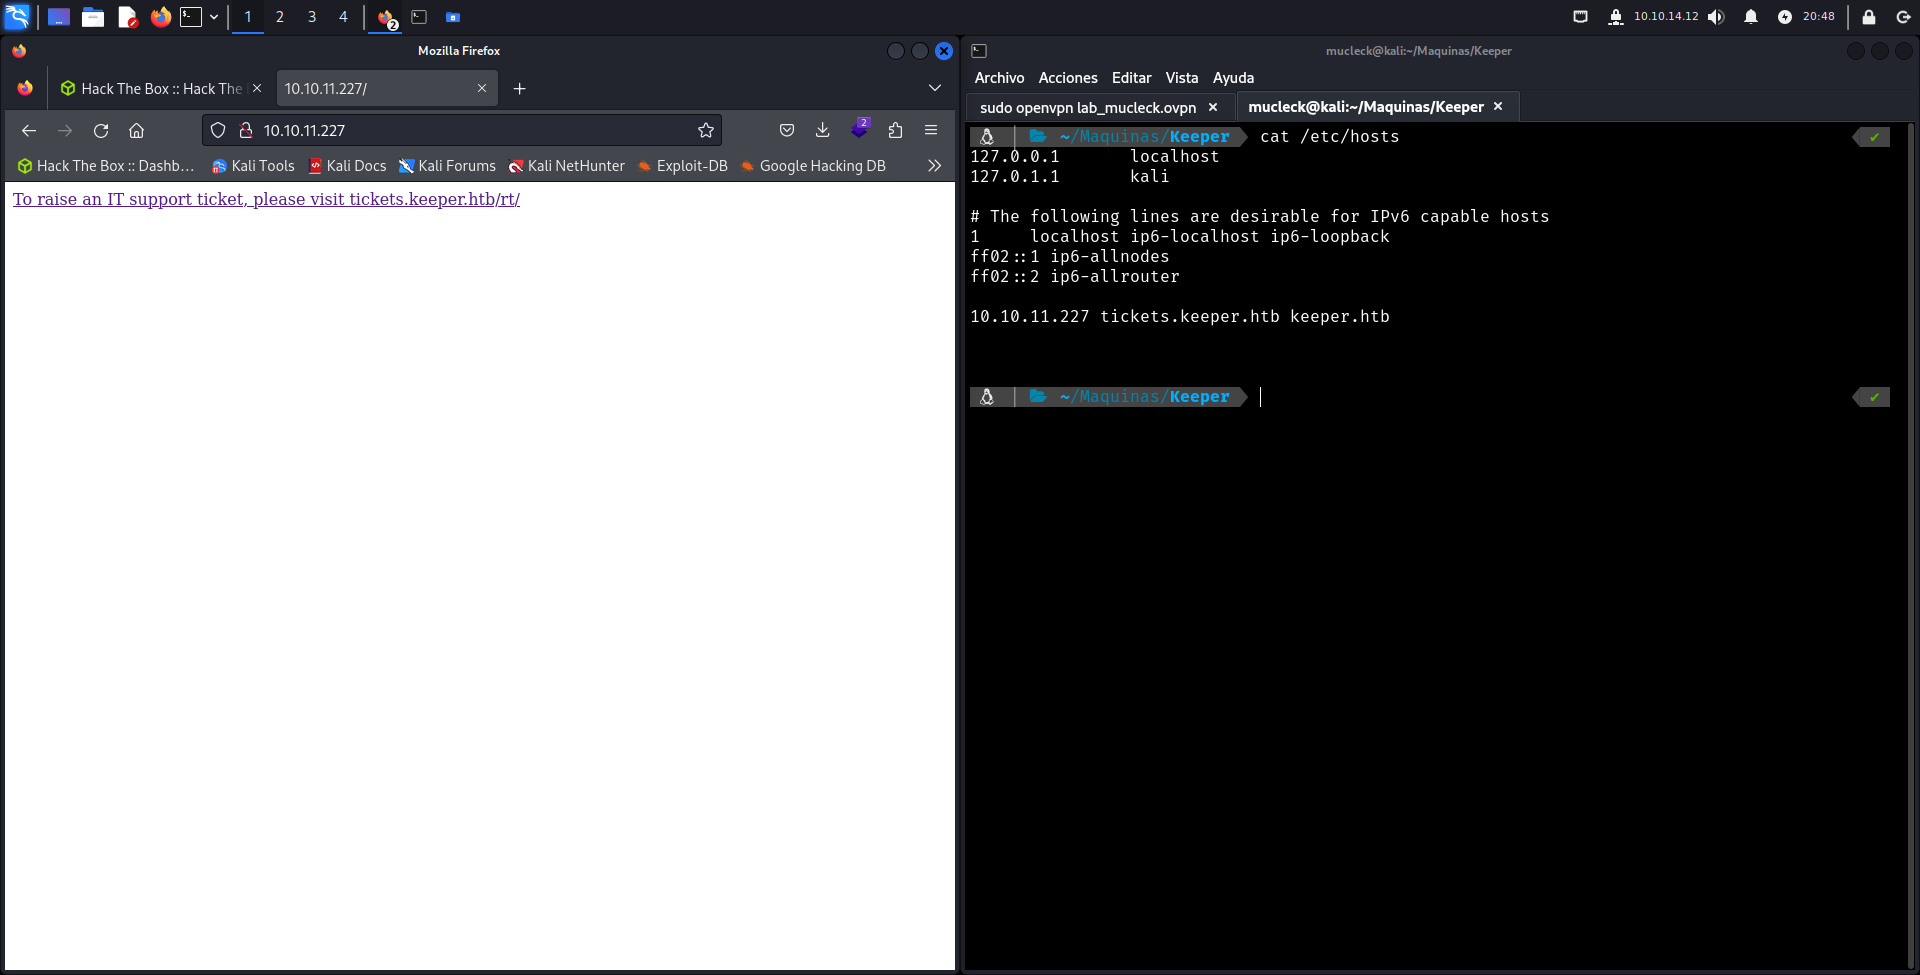 1 2 3 4 2 10.10.14.12 20:48
Mozilla Firefox
Hack The Box :: Hack The
10.10.11.227/
10.10.11.227
2
Hack The Box :: Dashb… Kali Tools Kali Docs Kali Forums Kali NetHunter Exploit-DB Google Hacking DB
To raise an IT support ticket, please visit tickets.keeper.htb/rt/
mucleck@kali:~/Maquinas/Keeper
Archivo Acciones Editar Vista Ayuda
sudo openvpn lab_mucleck.ovpn mucleck@kali:~/Maquinas/Keeper
~/Maquinas/Keeper cat /etc/hosts
127.0.0.1 localhost
127.0.1.1 kali
# The following lines are desirable for IPv6 capable hosts
1 localhost ip6-localhost ip6-loopback
ff02::1 ip6-allnodes
ff02::2 ip6-allrouter
10.10.11.227 tickets.keeper.htb keeper.htb
~/Maquinas/Keeper